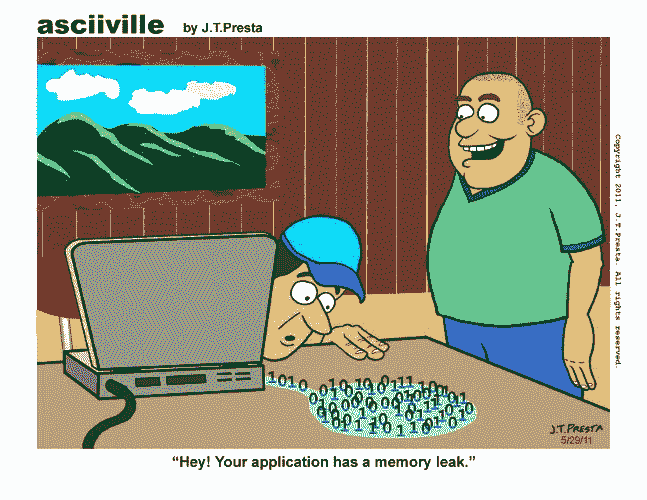 asciiville by J.T.Presta
Copyright 2011. J.T.Presta. All rights reserved.
1010
J.T.PRESTA
5/29/11
“Hey! Your application has a memory leak.”